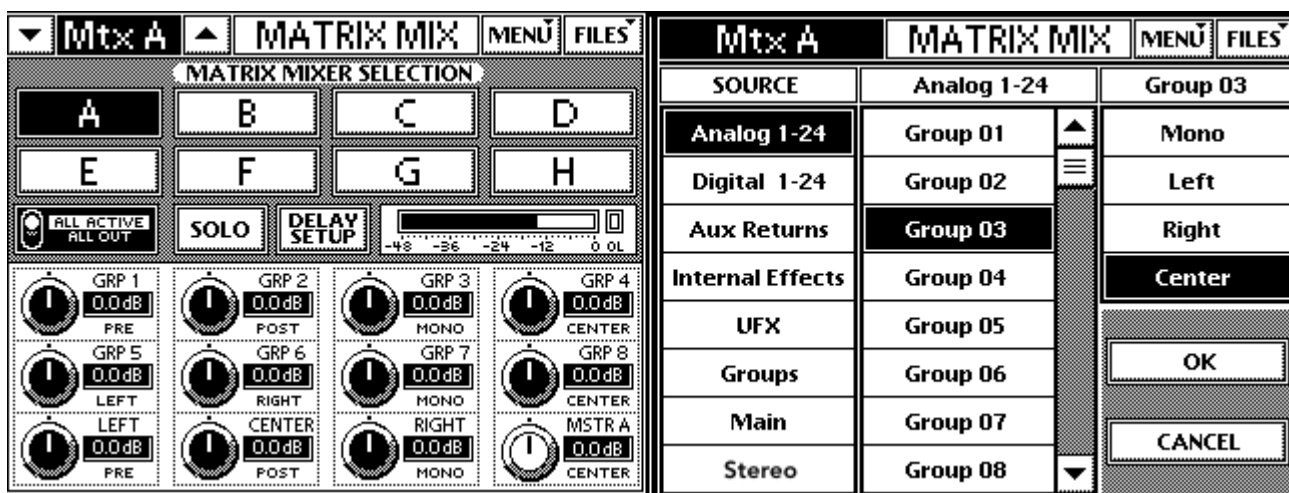 Mtx A MATRIX MIX MENU FILES
MATRIX MIXER SELECTION
A B C D
E F G H
ALL ACTIVE
ALL OUT
SOLO
DELAY
SETUP
-48 -36 -24 -12 0 OL
GRP 1 GRP 2 GRP 3 GRP 4
0.0dB 0.0dB 0.0dB 0.0dB
PRE POST MONO CENTER
GRP 5 GRP 6 GRP 7 GRP 8
0.0dB 0.0dB 0.0dB 0.0dB
LEFT RIGHT MONO CENTER
LEFT CENTER RIGHT MSTR A
0.0dB 0.0dB 0.0dB 0.0dB
PRE POST MONO CENTER
Mtx A MATRIX MIX MENU FILES
SOURCE Analog 1-24 Group 03
Analog 1-24 Group 01 Mono
Digital 1-24 Group 02 Left
Aux Returns Group 03 Right
Internal Effects Group 04 Center
UFX Group 05
Groups Group 06 OK
Main Group 07 CANCEL
Stereo Group 08